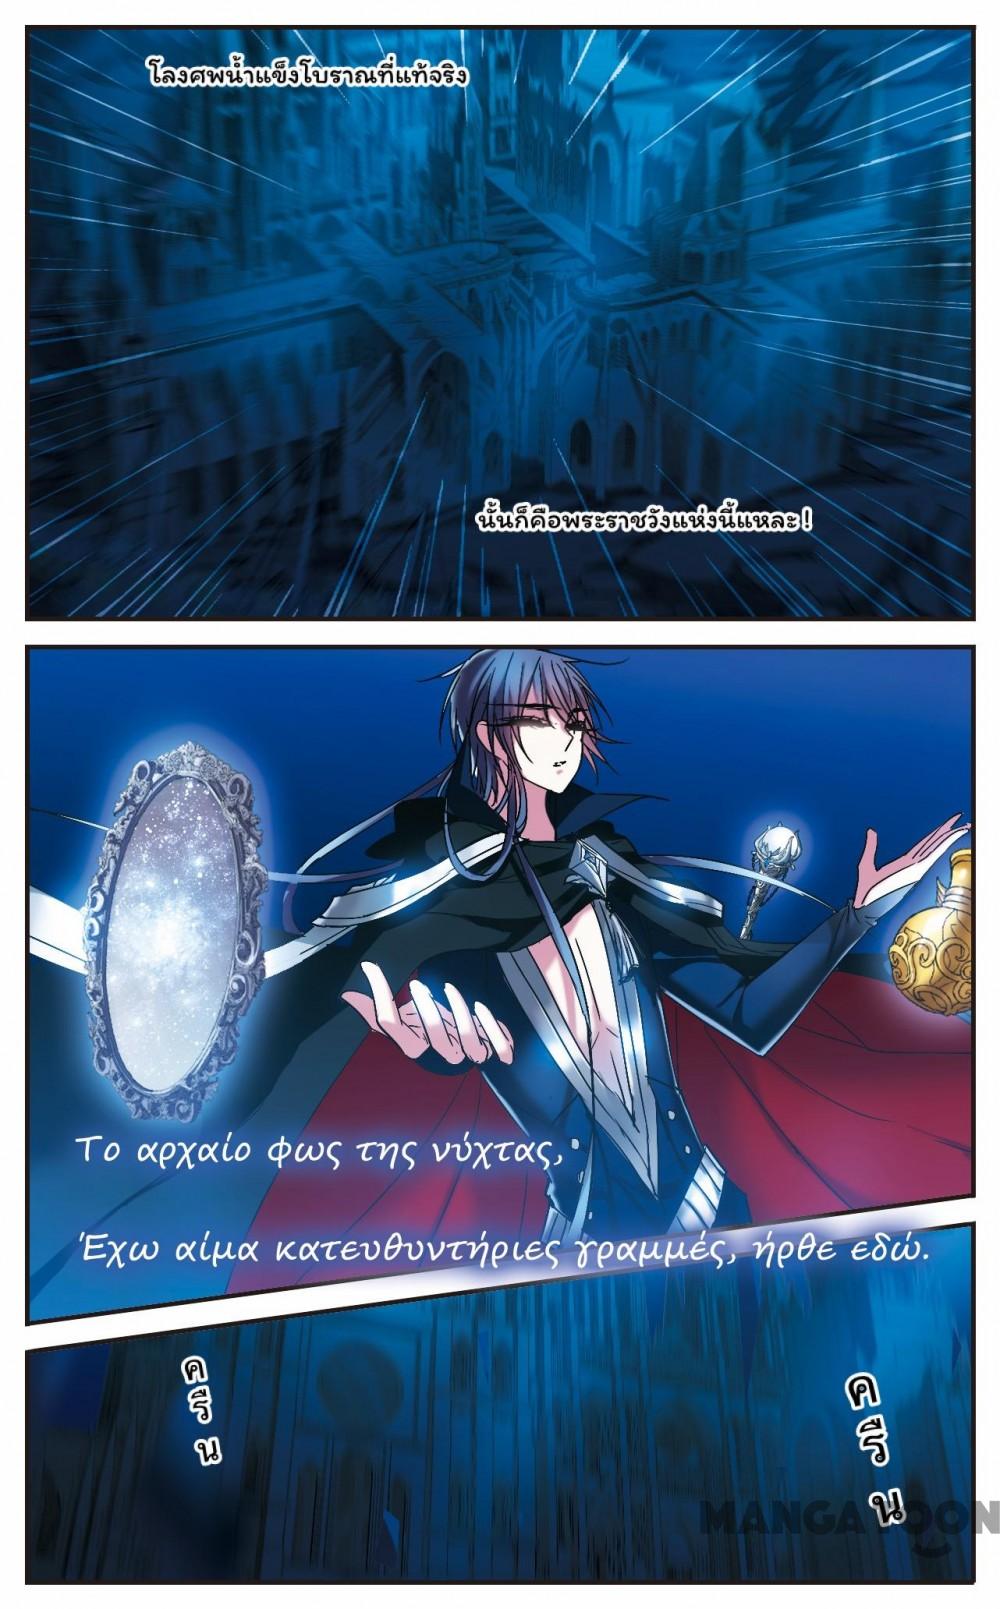 โลงศพน้ำแข็งโบราณที่แท้จริง
นั้นก็คือพระราชวังแห่งนี้แหละ !
Το αρχαίο φως της νύχτας,
Έχω αίμα κατευθυντήριες γραμμές, ήρθε εδώ.
ครืน
ครืน
MANGATOON